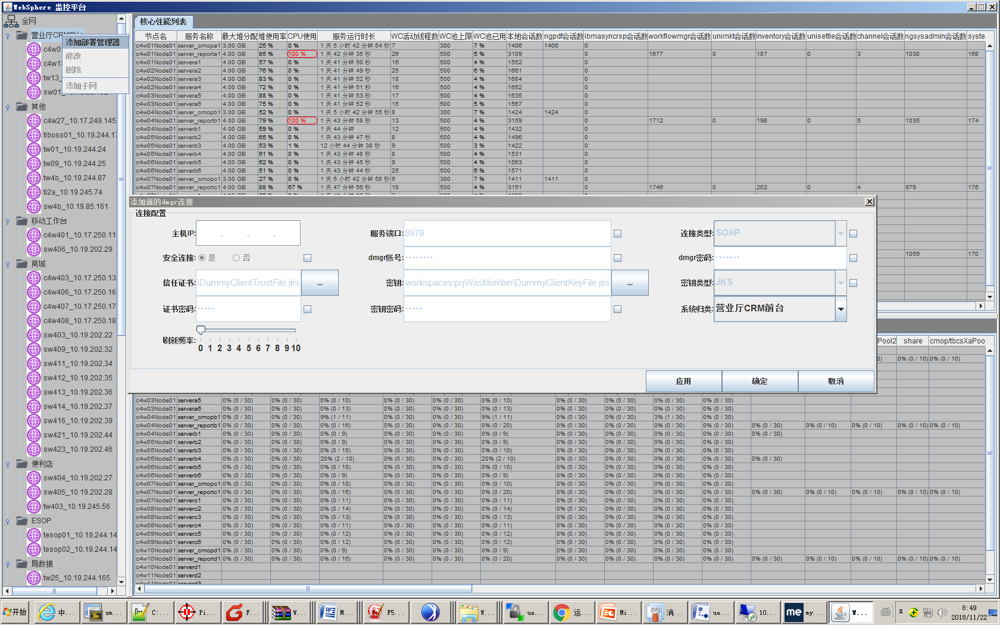 WebSphere 监控平台
全网
营业厅CRM前台
添加部署管理器
修改
删除
添加子网
其他
c4w27_10.17.249.145
tiboss01_10.19.244.17
tw01_10.19.244.24
tw09_10.19.244.25
tw4b_10.19.244.87
ti2a_10.19.245.74
sw4b_10.19.85.161
移动工作台
c4w401_10.17.250.11
sw406_10.19.202.29
商城
c4w403_10.17.250.13
c4w406_10.17.250.16
c4w407_10.17.250.17
c4w408_10.17.250.18
sw403_10.19.202.22
sw409_10.19.202.32
sw411_10.19.202.34
sw412_10.19.202.35
sw413_10.19.202.36
sw414_10.19.202.37
sw416_10.19.202.39
sw421_10.19.202.44
sw423_10.19.202.46
便利店
sw404_10.19.202.27
sw405_10.19.202.28
tw403_10.19.245.56
ESOP
tesop01_10.19.244.14
tesop02_10.19.244.14
局数据
tw25_10.19.244.165
核心性能列表
节点名 服务名称 最大堆分配 堆使用率 CPU使用 服务运行时长 WC活动线程数 WC池上限 WC池已用 本地会话数 ngpdf会话数 ibmasyncrsp会话数 workflowmgr会话数 unimkt会话数 Inventory会话数 unisettle会话数 channel会话数 ngsysadmin会话数 syste
c4w01Node01 server_cmopa1 3.00 GB 25 % 0 % 1 天 5 小时 42 分钟 54 秒 7 300 7 % 1406 1406 0
c4w01Node01 server_reporta1 4.00 GB 85 % 100 % 1 天 42 分钟 35 秒 26 500 5 % 3109 0 1677 0 187 0 3 1030 168
c4w01Node01 servera1 4.00 GB 57 % 0 % 1 天 41 分钟 50 秒 16 500 4 % 1552 0
c4w02Node01 servera2 4.00 GB 76 % 0 % 1 天 41 分钟 49 秒 25 500 6 % 1661 0
c4w02Node01 servera3 4.00 GB 83 % 0 % 1 天 41 分钟 52 秒 18 500 4 % 1684 0
c4w02Node01 servera4 4.00 GB 72 % 0 % 1 天 41 分钟 51 秒 16 500 4 % 1652 0
c4w03Node01 servera5 4.00 GB 88 % 0 % 1 天 41 分钟 53 秒 17 500 4 % 1635 0
c4w03Node01 servera6 4.00 GB 75 % 0 % 1 天 41 分钟 52 秒 16 500 5 % 1567 0
c4w04Node01 server_cmopb1 3.00 GB 52 % 0 % 1 天 5 小时 42 分钟 55 秒 8 300 7 % 1424 1424 0
c4w04Node01 server_reportb1 4.00 GB 79 % 100 % 1 天 43 分钟 58 秒 13 500 4 % 3159 0 1712 0 198 0 5 1035 174
c4w04Node01 serverb1 4.00 GB 59 % 0 % 1 天 44 分钟 12 500 4 % 1432 0
c4w05Node01 serverb2 4.00 GB 65 % 0 % 1 天 43 分钟 47 秒 8 500 4 % 1496 0
c4w05Node01 serverb3 4.00 GB 53 % 1 % 12 小时 44 分钟 38 秒 9 500 3 % 1422 0
c4w05Node01 serverb4 4.00 GB 61 % 0 % 1 天 43 分钟 48 秒 8 500 4 % 1531 0
c4w06Node01 serverb5 4.00 GB 62 % 0 % 1 天 43 分钟 45 秒 9 500 4 % 1563 0
c4w06Node01 serverb6 4.00 GB 51 % 0 % 1 天 43 分钟 44 秒 25 500 6 % 1571 0
c4w07Node01 server_cmopc1 3.00 GB 27 % 0 % 1 天 5 小时 42 分钟 58 秒 6 300 7 % 1411 1411 0
c4w07Node01 server_reportc1 4.00 GB 88 % 67 % 1 天 47 分钟 56 秒 10 500 4 % 3151 0 1746 0 202 0 4 979 176
1059 170
添加新的dmgr连接
连接配置
主机IP: . . . 服务端口: 8879 连接类型: SOAP
安全连接: 是 否 dmgr账号: ******** dmgr密码: *******
信任证书: \DummyClientTrustFile.jks ... 密钥: workspaces\prjWasMon\bin\DummyClientKeyFile.jks ... 密钥类型: JKS
证书密码: ***** 密钥密码: ***** 系统归类: 营业厅CRM前台
刷新频率: 0 1 2 3 4 5 6 7 8 9 10
应用 确定 取消
Pool2 share cmop/tbcsXaPoo
0) 0% (0 / 10) 0% (0 / 10)
c4w03Node01 servera5 0% (0 / 30) 0% (0 / 30) 0% (0 / 10) 0% (0 / 30) 0% (0 / 30) 0% (0 / 10) 0% (0 / 30) 0% (0 / 30) 0% (0 / 30) 0% (0 / 30)
c4w03Node01 servera6 0% (0 / 30) 0% (0 / 30) 0% (0 / 13) 0% (0 / 30) 0% (0 / 30) 0% (0 / 13) 0% (0 / 30) 0% (0 / 30) 0% (0 / 30) 0% (0 / 30)
c4w04Node01 server_cmopb1 0% (0 / 30) 0% (0 / 30) 9% (1 / 11) 0% (0 / 30) 0% (0 / 30) 9% (1 / 11) 0% (0 / 30) 0% (0 / 30) 3% (1 / 30) 0% (0 / 30)
c4w04Node01 server_reportb1 0% (0 / 30) 0% (0 / 30) 0% (0 / 16) 0% (0 / 30) 0% (0 / 30) 0% (0 / 20) 0% (0 / 30) 0% (0 / 30) 0% (0 / 30) 0% (0 / 30) 0% (0 / 30) 0% (0 / 10) 0% (0 / 10) 0% (0 / 10) 0% (0 / 10)
c4w04Node01 serverb1 0% (0 / 30) 0% (0 / 30) 0% (0 / 9) 0% (0 / 30) 0% (0 / 30) 0% (0 / 9) 0% (0 / 30) 0% (0 / 30) 0% (0 / 30) 0% (0 / 30) 0% (0 / 30)
c4w05Node01 serverb2 0% (0 / 30) 0% (0 / 30) 0% (0 / 9) 0% (0 / 30) 0% (0 / 30) 0% (0 / 9) 0% (0 / 30) 0% (0 / 30) 0% (0 / 30) 0% (0 / 30)
c4w05Node01 serverb3 0% (0 / 30) 0% (0 / 30) 0% (0 / 10) 0% (0 / 30) 0% (0 / 30) 0% (0 / 10) 0% (0 / 30) 0% (0 / 30) 0% (0 / 30) 0% (0 / 30)
c4w05Node01 serverb4 0% (0 / 30) 0% (0 / 30) 20% (2 / 10) 0% (0 / 30) 0% (0 / 30) 20% (2 / 10) 0% (0 / 30) 0% (0 / 30) 0% (0 / 30) 0% (0 / 30) 0% (0 / 30)
c4w06Node01 serverb5 0% (0 / 30) 0% (0 / 30) 0% (0 / 10) 0% (0 / 30) 0% (0 / 30) 0% (0 / 10) 0% (0 / 30) 0% (0 / 30) 0% (0 / 30) 0% (0 / 30)
c4w06Node01 serverb6 0% (0 / 30) 0% (0 / 30) 0% (0 / 9) 0% (0 / 30) 0% (0 / 30) 0% (0 / 9) 0% (0 / 30) 0% (0 / 30) 0% (0 / 30) 0% (0 / 30)
c4w07Node01 server_cmopc1 0% (0 / 30) 0% (0 / 30) 0% (0 / 10) 0% (0 / 30) 0% (0 / 30) 0% (0 / 10) 0% (0 / 30) 0% (0 / 30) 0% (0 / 30) 0% (0 / 30)
c4w07Node01 server_reportc1 0% (0 / 30) 0% (0 / 30) 0% (0 / 16) 0% (0 / 30) 0% (0 / 30) 0% (0 / 20) 0% (0 / 30) 0% (0 / 30) 0% (0 / 30) 0% (0 / 30) 0% (0 / 30) 0% (0 / 10) 0% (0 / 10) 0% (0 / 10) 0% (0 / 10)
c4w07Node01 serverc1 0% (0 / 30) 0% (0 / 30) 0% (0 / 11) 0% (0 / 30) 0% (0 / 30) 0% (0 / 11) 0% (0 / 30) 0% (0 / 30) 0% (0 / 30) 0% (0 / 30)
c4w08Node01 serverc2 0% (0 / 30) 0% (0 / 30) 0% (0 / 14) 0% (0 / 30) 0% (0 / 30) 0% (0 / 14) 0% (0 / 30) 0% (0 / 30) 0% (0 / 30) 0% (0 / 30)
c4w08Node01 serverc3 0% (0 / 30) 0% (0 / 30) 0% (0 / 13) 0% (0 / 30) 0% (0 / 30) 0% (0 / 13) 0% (0 / 30) 0% (0 / 30) 0% (0 / 30) 0% (0 / 30)
c4w08Node01 serverc4 0% (0 / 30) 0% (0 / 30) 0% (0 / 11) 0% (0 / 30) 0% (0 / 30) 0% (0 / 11) 0% (0 / 30) 0% (0 / 30) 0% (0 / 30) 0% (0 / 30)
c4w09Node01 serverc5 0% (0 / 30) 0% (0 / 30) 0% (0 / 12) 0% (0 / 30) 0% (0 / 30) 0% (0 / 12) 0% (0 / 30) 0% (0 / 30) 0% (0 / 30) 0% (0 / 30)
c4w09Node01 serverc6 0% (0 / 30) 0% (0 / 30) 0% (0 / 12) 0% (0 / 30) 0% (0 / 30) 0% (0 / 12) 0% (0 / 30) 0% (0 / 30) 0% (0 / 30) 0% (0 / 30)
c4w10Node01 server_cmopd1 0% (0 / 30) 0% (0 / 30) 0% (0 / 9) 0% (0 / 30) 0% (0 / 30) 0% (0 / 9) 0% (0 / 30) 0% (0 / 30) 0% (0 / 30) 0% (0 / 30)
c4w10Node01 server_reportd1 0% (0 / 30) 0% (0 / 30) 0% (0 / 16) 0% (0 / 30) 0% (0 / 30) 0% (0 / 20) 0% (0 / 30) 0% (0 / 30) 0% (0 / 30) 0% (0 / 30) 0% (0 / 30) 0% (0 / 10) 0% (0 / 10) 0% (0 / 10) 0% (0 / 10)
c4w10Node01 serverd1
c4w11Node01 serverd2
c4w11Node01 serverd3
开始 中... sm... C:... Pi... F... W... M... F5... W... ue... 运... Mi... 消... ue... 10... me my... W... 8:49
2018/11/22